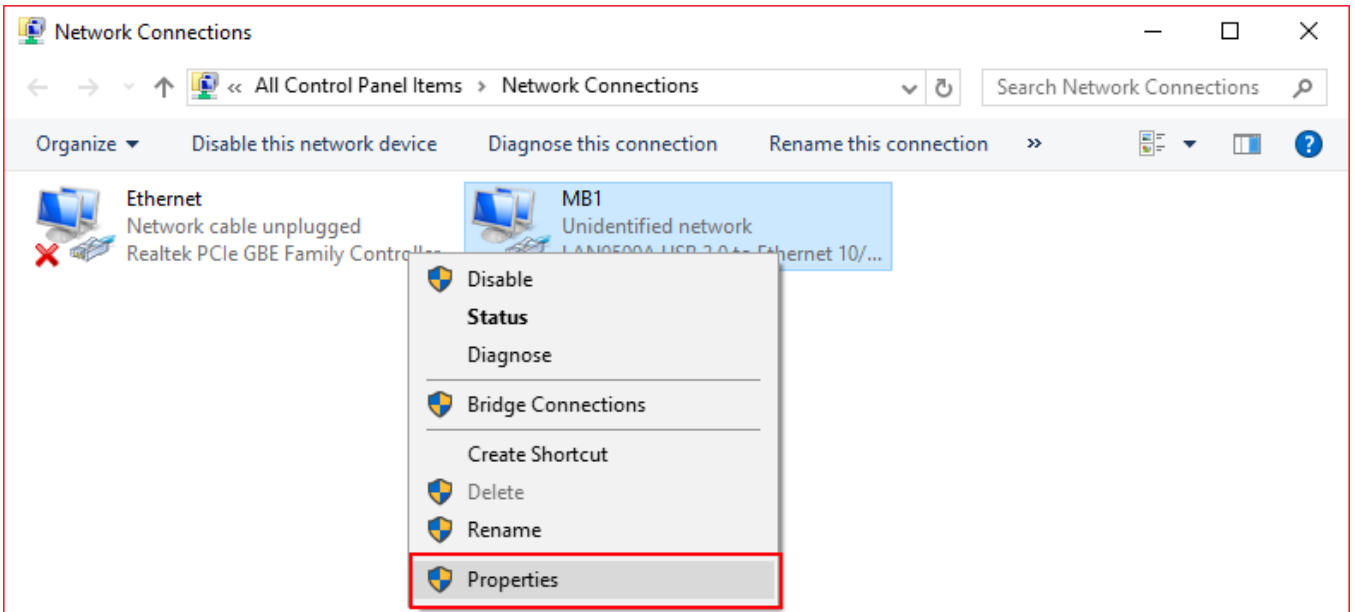 Network Connections
« All Control Panel Items > Network Connections
Search Network Connections
Organize
Disable this network device
Diagnose this connection
Rename this connection
»
Ethernet
Network cable unplugged
Realtek PCIe GBE Family Controller
MB1
Unidentified network
LAN9500A USB 2.0 to Ethernet 10/...
Disable
Status
Diagnose
Bridge Connections
Create Shortcut
Delete
Rename
Properties